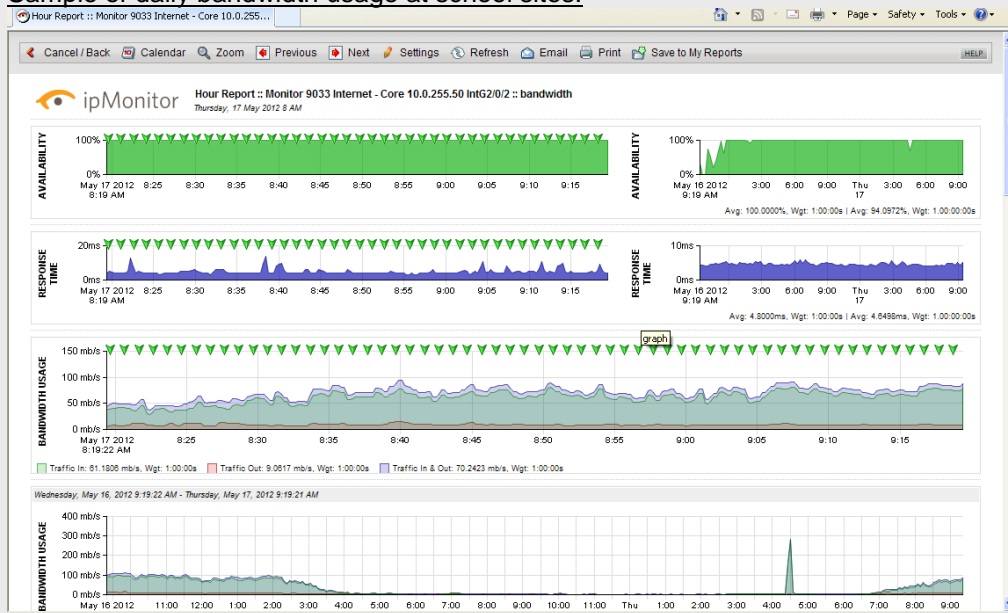 Sample of daily bandwidth usage at school sites.
Hour Report :: Monitor 9033 Internet - Core 10.0.255...
Page Safety Tools
Cancel / Back Calendar Zoom Previous Next Settings Refresh Email Print Save to My Reports HELP
ipMonitor
Hour Report :: Monitor 9033 Internet - Core 10.0.255.50 IntG2/0/2 :: bandwidth
Thursday, 17 May 2012 8 AM
AVAILABILITY
100%
0%
May 17 2012 8:25 8:30 8:35 8:40 8:45 8:50 8:55 9:00 9:05 9:10 9:15
8:19 AM
AVAILABILITY
100%
0%
May 16 2012 3:00 6:00 9:00 Thu 3:00 6:00 9:00
9:19 AM 17
Avg: 100.0000%, Wgt: 1:00:00s | Avg: 94.0972%, Wgt: 1.00:00:00s
RESPONSE TIME
20ms
0ms
May 17 2012 8:25 8:30 8:35 8:40 8:45 8:50 8:55 9:00 9:05 9:10 9:15
8:19 AM
RESPONSE TIME
10ms
0ms
May 16 2012 3:00 6:00 9:00 Thu 3:00 6:00 9:00
9:19 AM 17
Avg: 4.8000ms, Wgt: 1:00:00s | Avg: 4.6498ms, Wgt: 1.00:00:00s
graph
BANDWIDTH USAGE
150 mb/s
100 mb/s
50 mb/s
0 mb/s
May 17 2012 8:25 8:30 8:35 8:40 8:45 8:50 8:55 9:00 9:05 9:10 9:15
8:19:22 AM
Traffic In: 61.1806 mb/s, Wgt: 1:00:00s Traffic Out: 9.0617 mb/s, Wgt: 1:00:00s Traffic In & Out: 70.2423 mb/s, Wgt: 1:00:00s
Wednesday, May 16, 2012 9:19:22 AM - Thursday, May 17, 2012 9:19:21 AM
BANDWIDTH USAGE
400 mb/s
300 mb/s
200 mb/s
100 mb/s
0 mb/s
May 16 2012 11:00 12:00 1:00 2:00 3:00 4:00 5:00 6:00 7:00 8:00 9:00 10:00 11:00 Thu 1:00 2:00 3:00 4:00 5:00 6:00 7:00 8:00 9:00